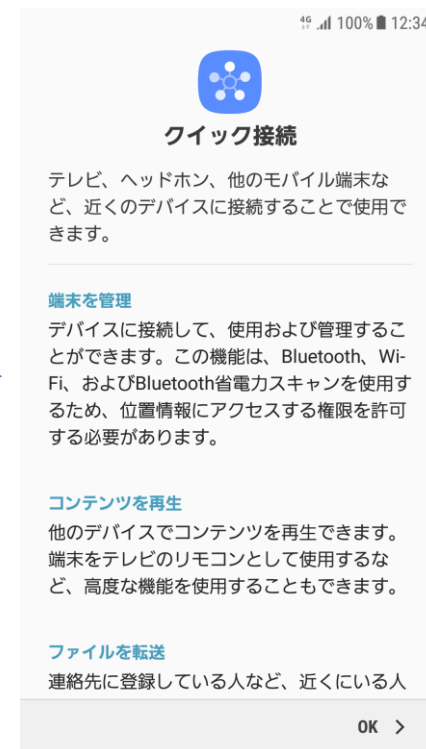 4G 100% 12:34
クイック接続
テレビ、ヘッドホン、他のモバイル端末な
ど、近くのデバイスに接続することで使用で
きます。
端末を管理
デバイスに接続して、使用および管理するこ
とができます。この機能は、Bluetooth、Wi-
Fi、およびBluetooth省電力スキャンを使用す
るため、位置情報にアクセスする権限を許可
する必要があります。
コンテンツを再生
他のデバイスでコンテンツを再生できます。
端末をテレビのリモコンとして使用するな
ど、高度な機能を使用することもできます。
ファイルを転送
連絡先に登録している人など、近くにいる人
OK